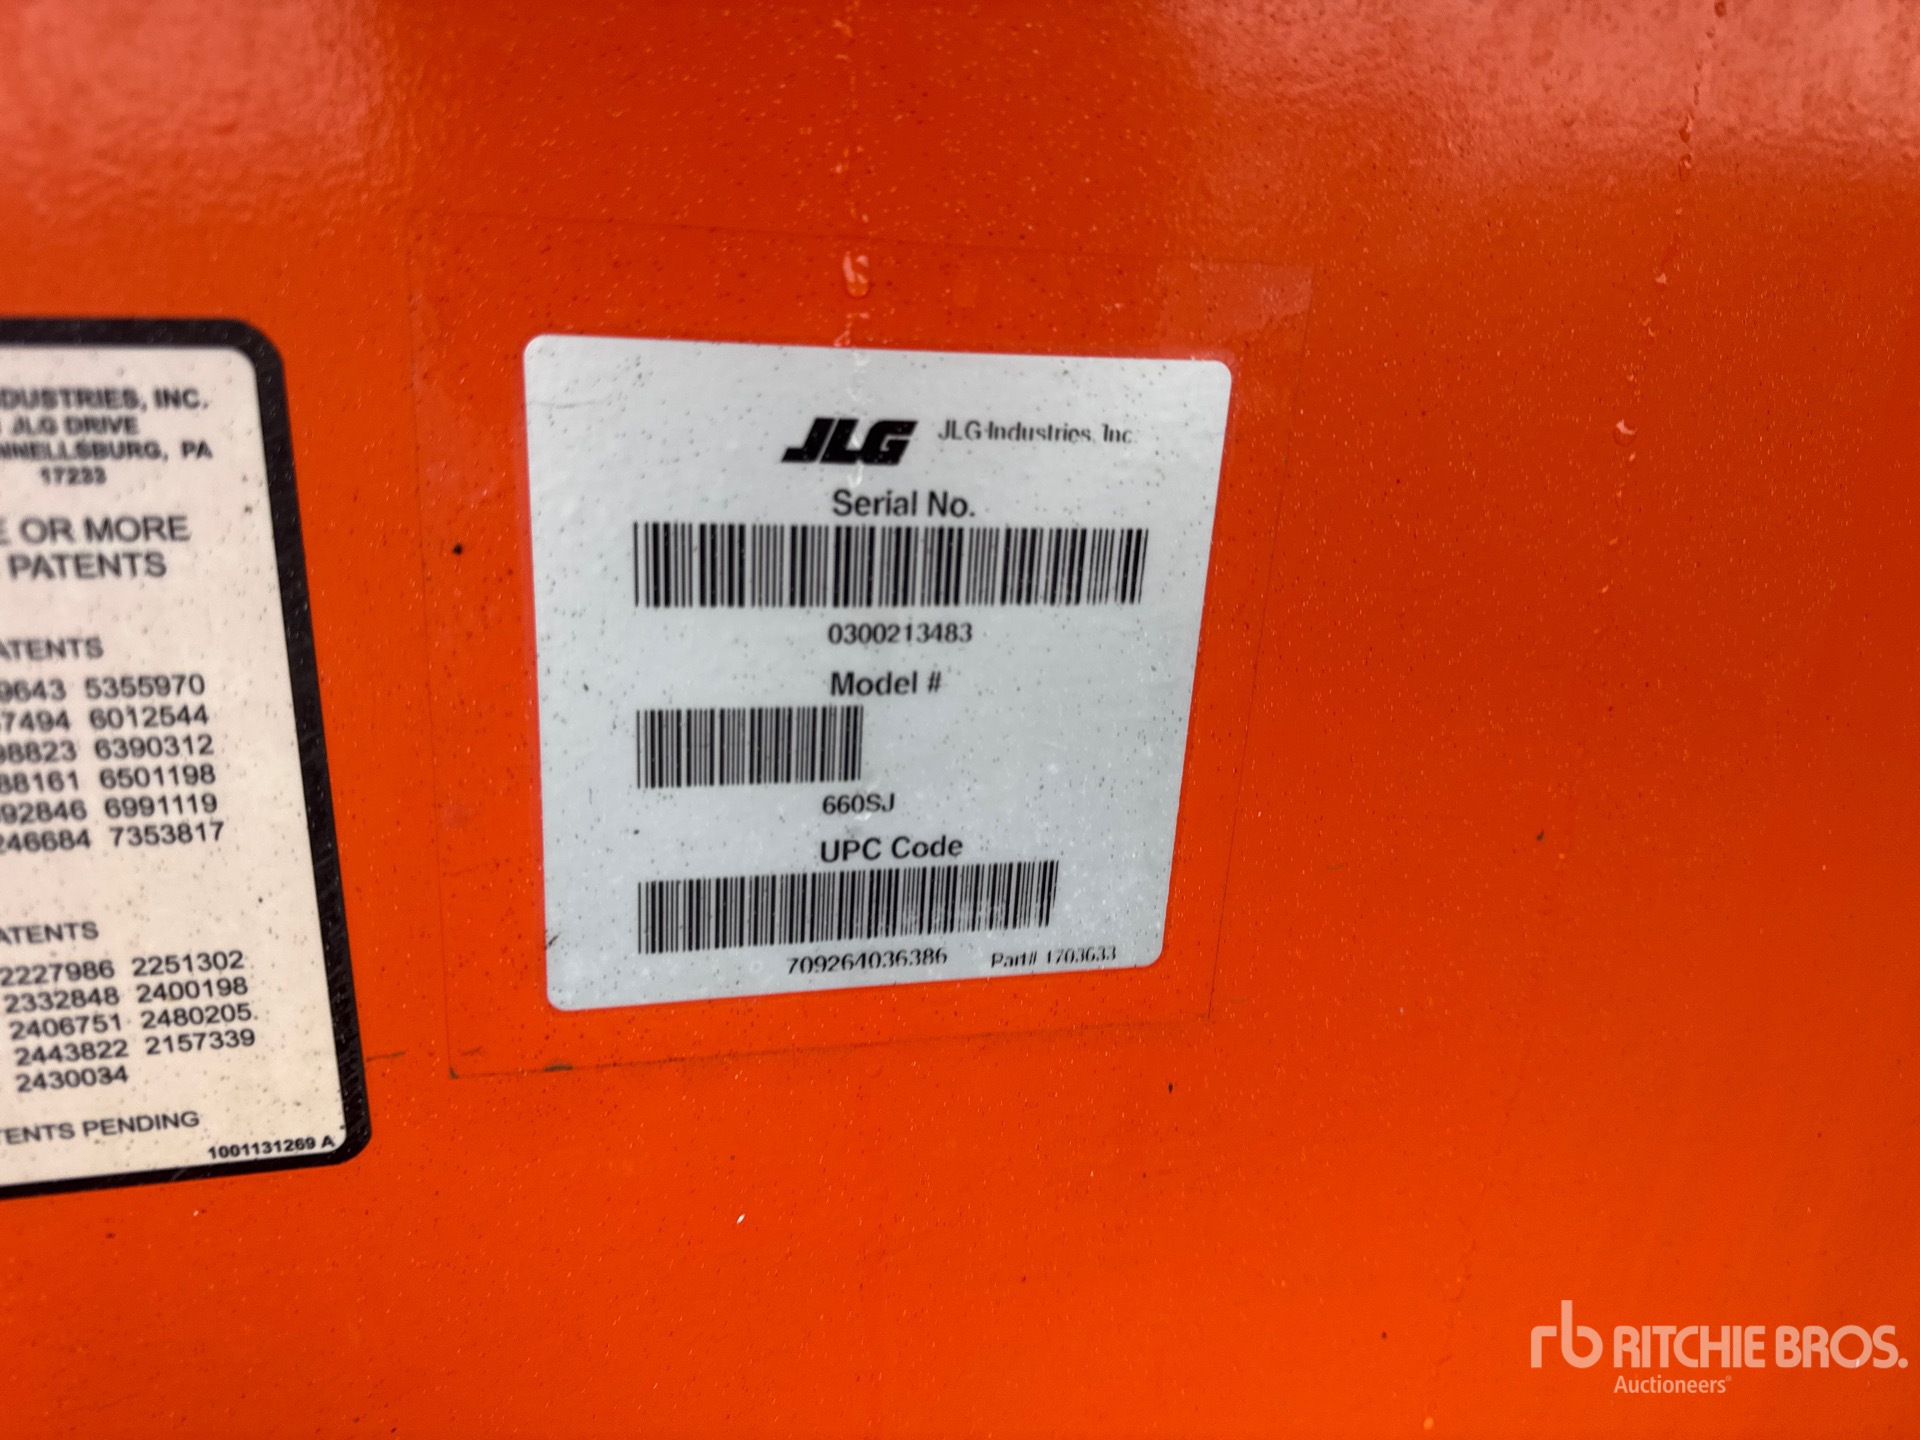 DUSTRIES, INC.
JLG DRIVE
NNELLSBURG, PA
17233
E OR MORE
PATENTS
ATENTS
9643 5355970
7494 6012544
98823 6390312
88161 6501198
92846 6991119
246684 7353817
ATENTS
2227986 2251302
2332848 2400198
2406751 2480205.
2443822 2157339
2430034
TENTS PENDING
1001131269 A
JLG JLG Industries, Inc.
Serial No.
0300213483
Model #
660SJ
UPC Code
709264036386 Part# 1703633
rb RITCHIE BROS.
Auctioneers